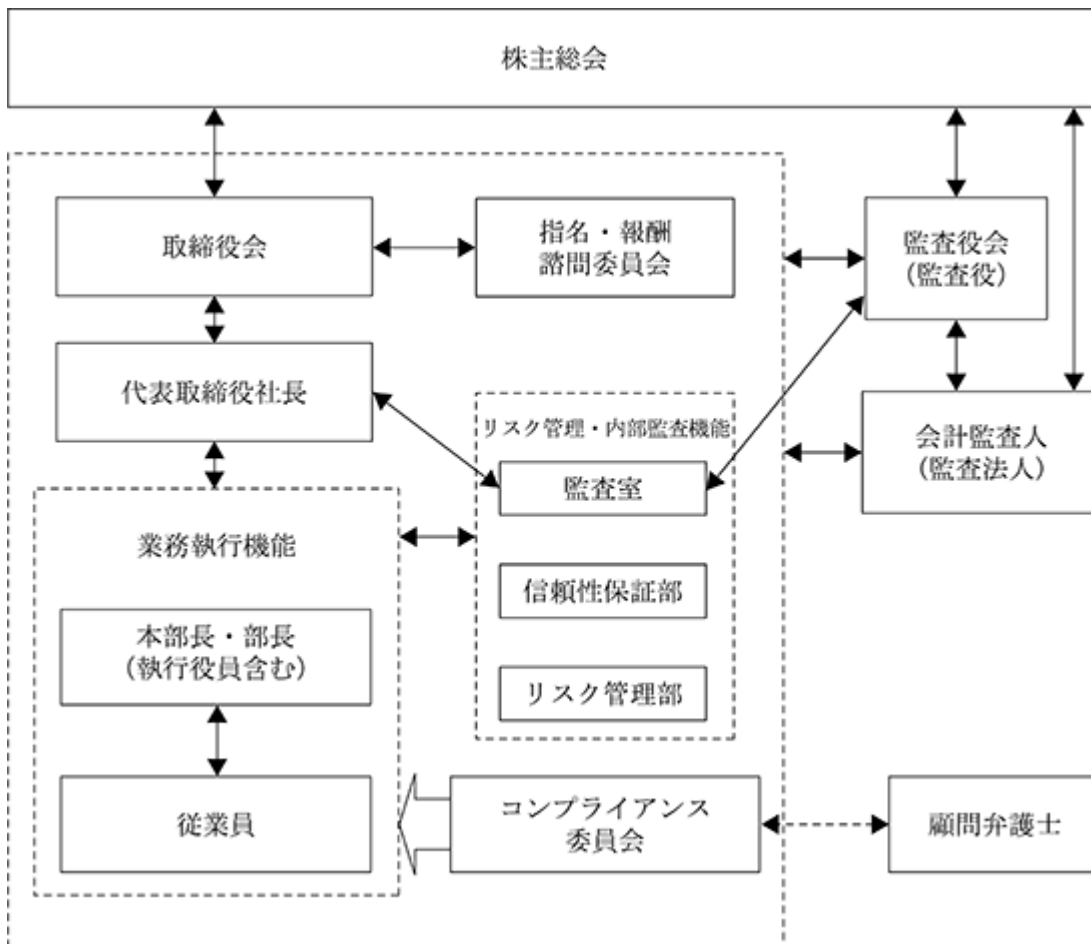 株主総会
取締役会
指名・報酬
諮問委員会
監査役会
(監査役)
代表取締役社長
リスク管理・内部監査機能
会計監査人
(監査法人)
監査室
業務執行機能
信頼性保証部
本部長・部長
(執行役員含む)
リスク管理部
従業員
コンプライアンス
委員会
顧問弁護士